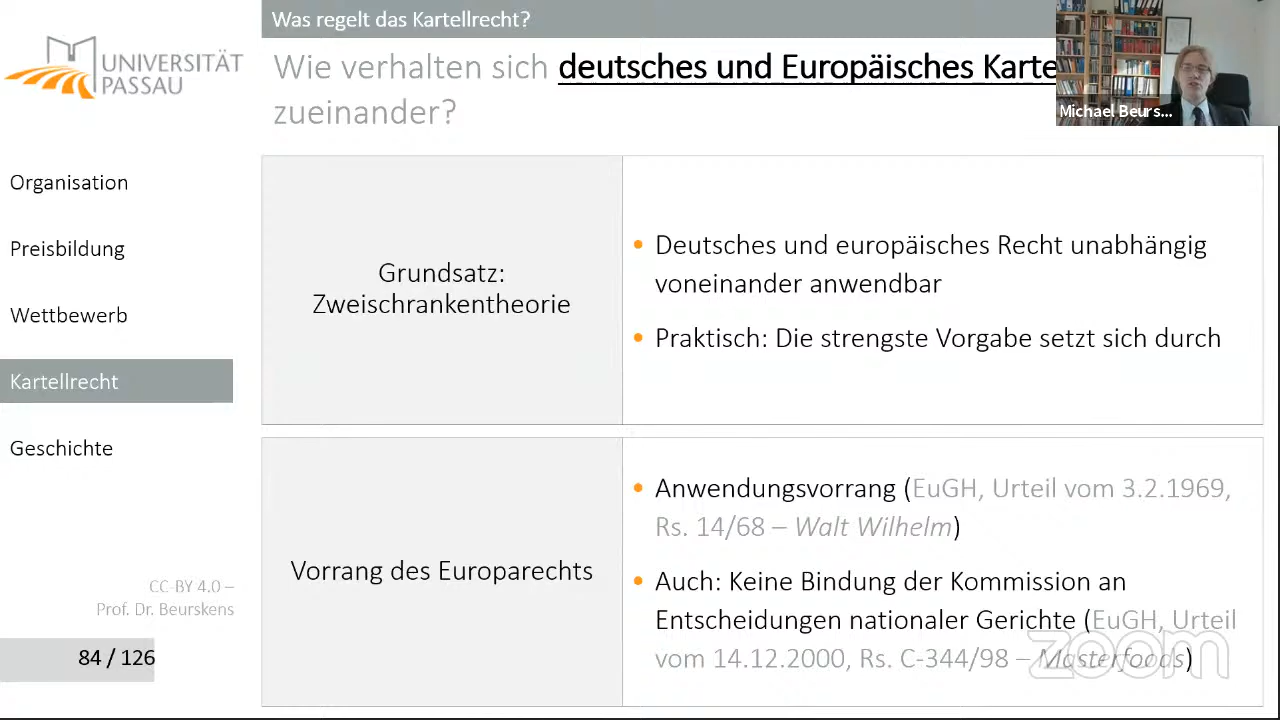 Was regelt das Kartellrecht?
UNIVERSITÄT
PASSAU
Wie verhalten sich deutsches und Europäisches Karte
zueinander?
Michael Beurs...
Organisation
Preisbildung
Wettbewerb
Kartellrecht
Geschichte
CC-BY 4.0 –
Prof. Dr. Beurskens
84 / 126
Grundsatz:
Zweischrankentheorie
• Deutsches und europäisches Recht unabhängig
voneinander anwendbar
• Praktisch: Die strengste Vorgabe setzt sich durch
Vorrang des Europarechts
• Anwendungsvorrang (EuGH, Urteil vom 3.2.1969,
Rs. 14/68 – Walt Wilhelm)
• Auch: Keine Bindung der Kommission an
Entscheidungen nationaler Gerichte (EuGH, Urteil
vom 14.12.2000, Rs. C-344/98 – Masterfoods)
zoom